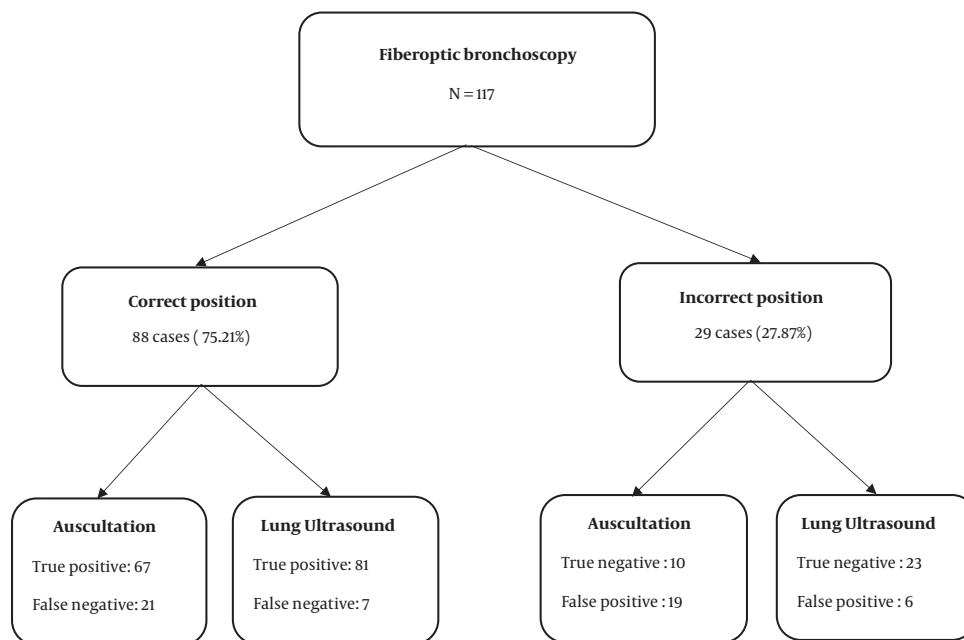 Fiberoptic bronchoscopy
N = 117
Correct position
88 cases ( 75.21%)
Incorrect position
29 cases (27.87%)
Auscultation
True positive: 67
False negative: 21
Lung Ultrasound
True positive: 81
False negative: 7
Auscultation
True negative : 10
False positive : 19
Lung Ultrasound
True negative : 23
False positive : 6